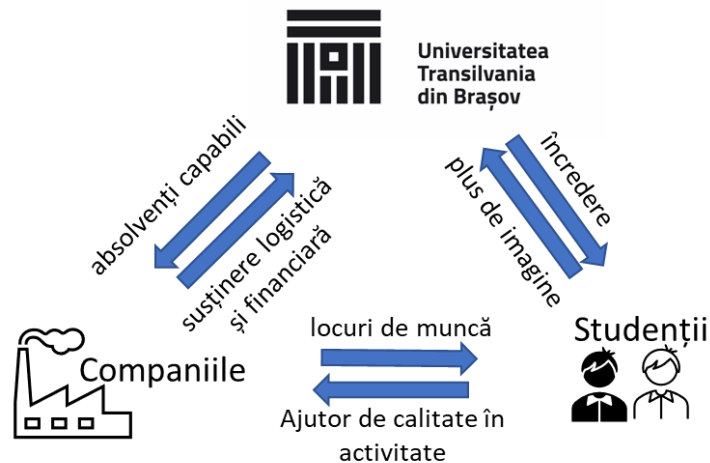 Universitatea
Transilvania
din Brașov
absolvenți capabili
susținere logistică
și financiară
încredere
plus de imagine
locuri de muncă
Studenții
Companiile
Ajutor de calitate în
activitate